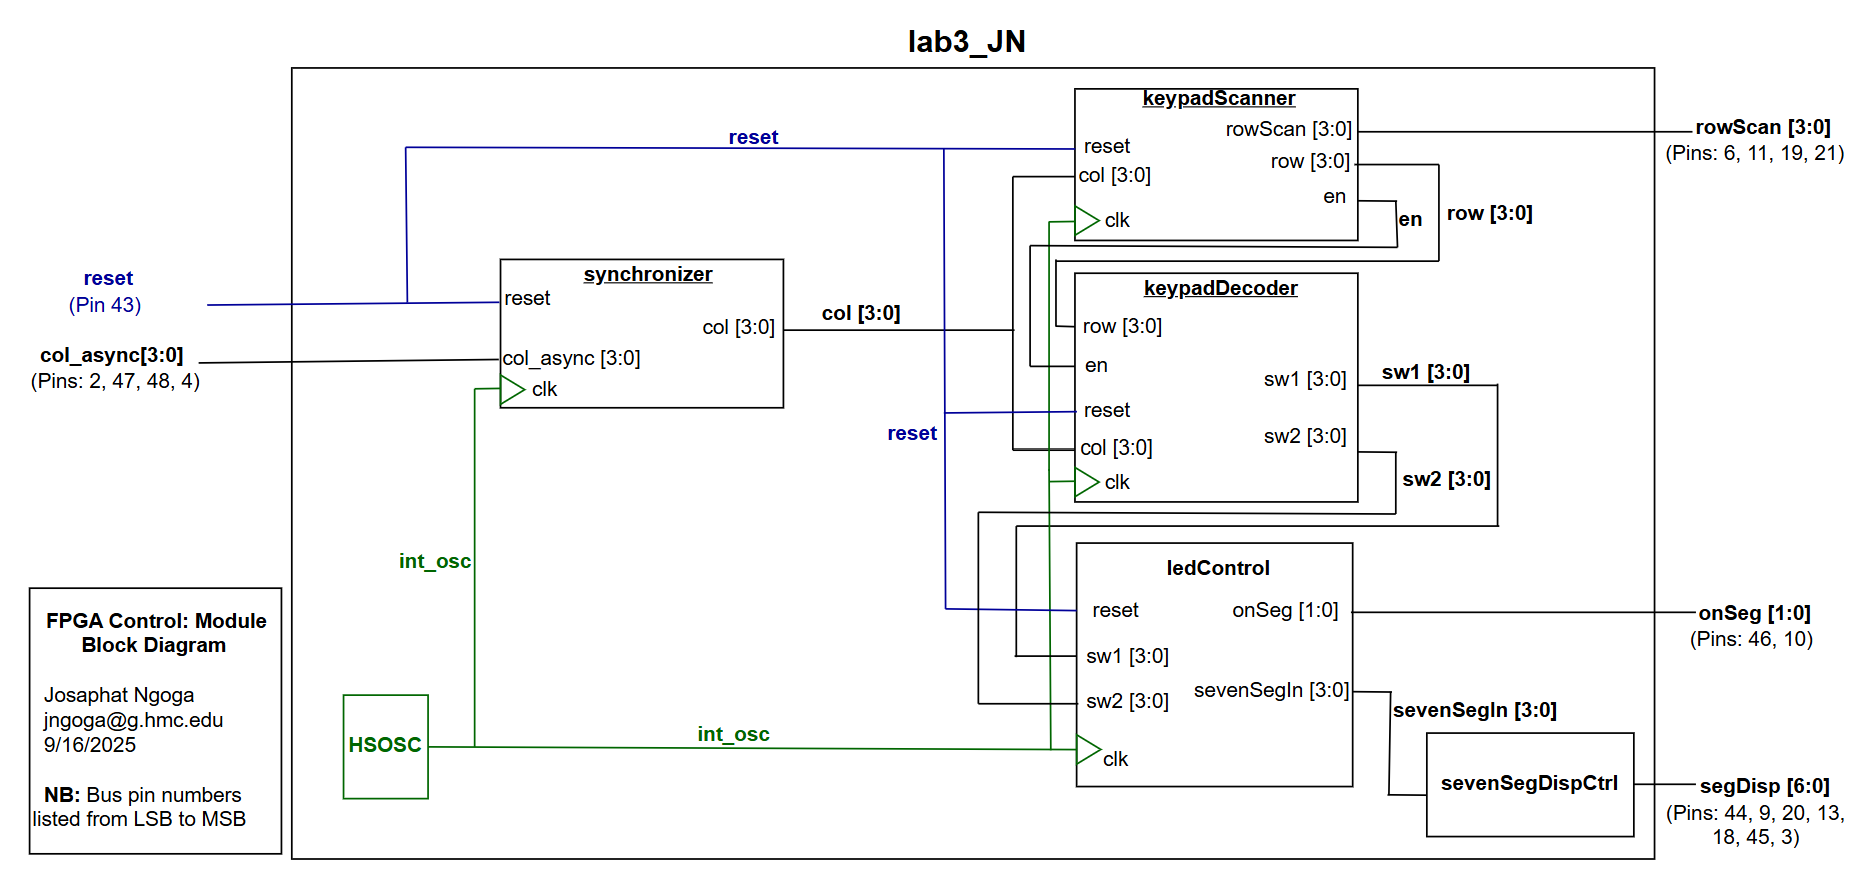 lab3_JN
keypadScanner
rowScan [3:0]
reset
row [3:0]
col [3:0]
en
clk
rowScan [3:0]
(Pins: 6, 11, 19, 21)
reset
en
row [3:0]
reset
(Pin 43)
col_async[3:0]
(Pins: 2, 47, 48, 4)
synchronizer
reset
col [3:0]
col_async [3:0]
clk
col [3:0]
keypadDecoder
row [3:0]
en
sw1 [3:0]
reset
sw2 [3:0]
col [3:0]
clk
sw1 [3:0]
sw2 [3:0]
reset
int_osc
ledControl
reset
onSeg [1:0]
sw1 [3:0]
sevenSegIn [3:0]
sw2 [3:0]
clk
onSeg [1:0]
(Pins: 46, 10)
sevenSegIn [3:0]
sevenSegDispCtrl
segDisp [6:0]
(Pins: 44, 9, 20, 13,
18, 45, 3)
int_osc
HSOSC
FPGA Control: Module
Block Diagram
Josaphat Ngoga
jngoga@g.hmc.edu
9/16/2025
NB: Bus pin numbers
listed from LSB to MSB